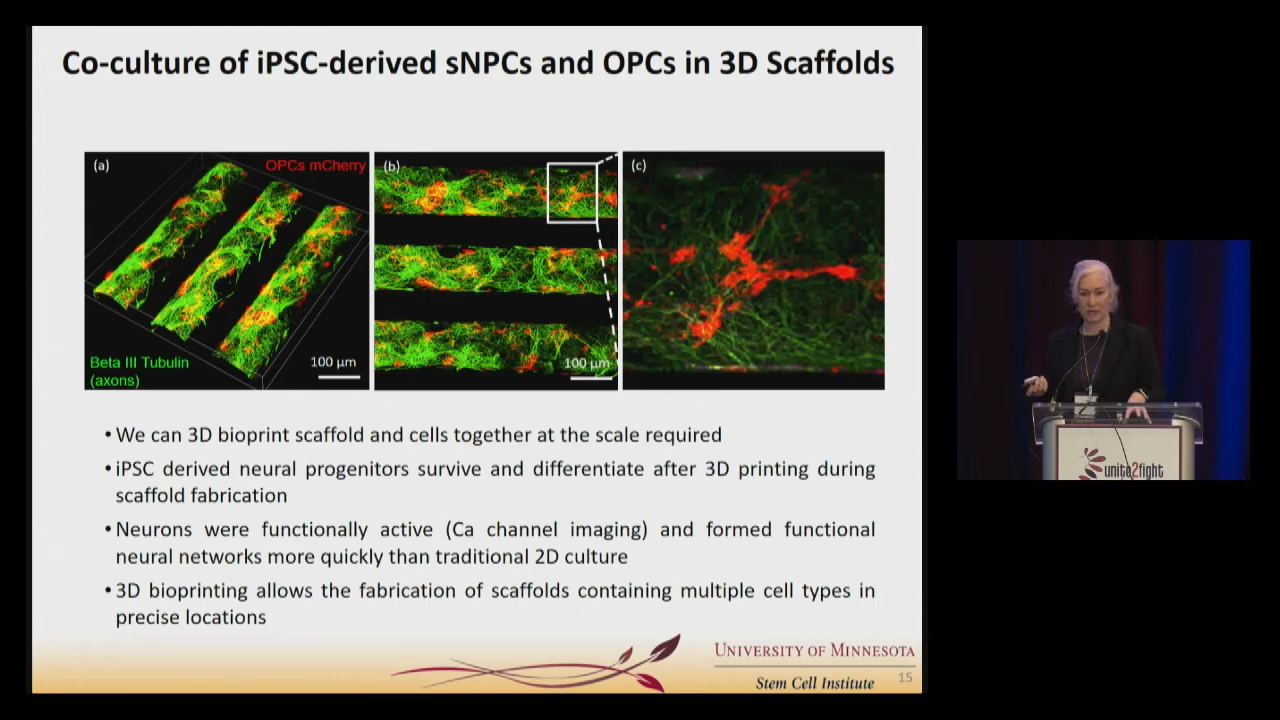 Co-culture of iPSC-derived sNPCs and OPCs in 3D Scaffolds
(a)
OPCs mCherry
Beta III Tubulin
(axons)
100 µm
(b)
100 µm
(c)
• We can 3D bioprint scaffold and cells together at the scale required
• iPSC derived neural progenitors survive and differentiate after 3D printing during
scaffold fabrication
• Neurons were functionally active (Ca channel imaging) and formed functional
neural networks more quickly than traditional 2D culture
• 3D bioprinting allows the fabrication of scaffolds containing multiple cell types in
precise locations
UNIVERSITY OF MINNESOTA
Stem Cell Institute
15
unite2fight